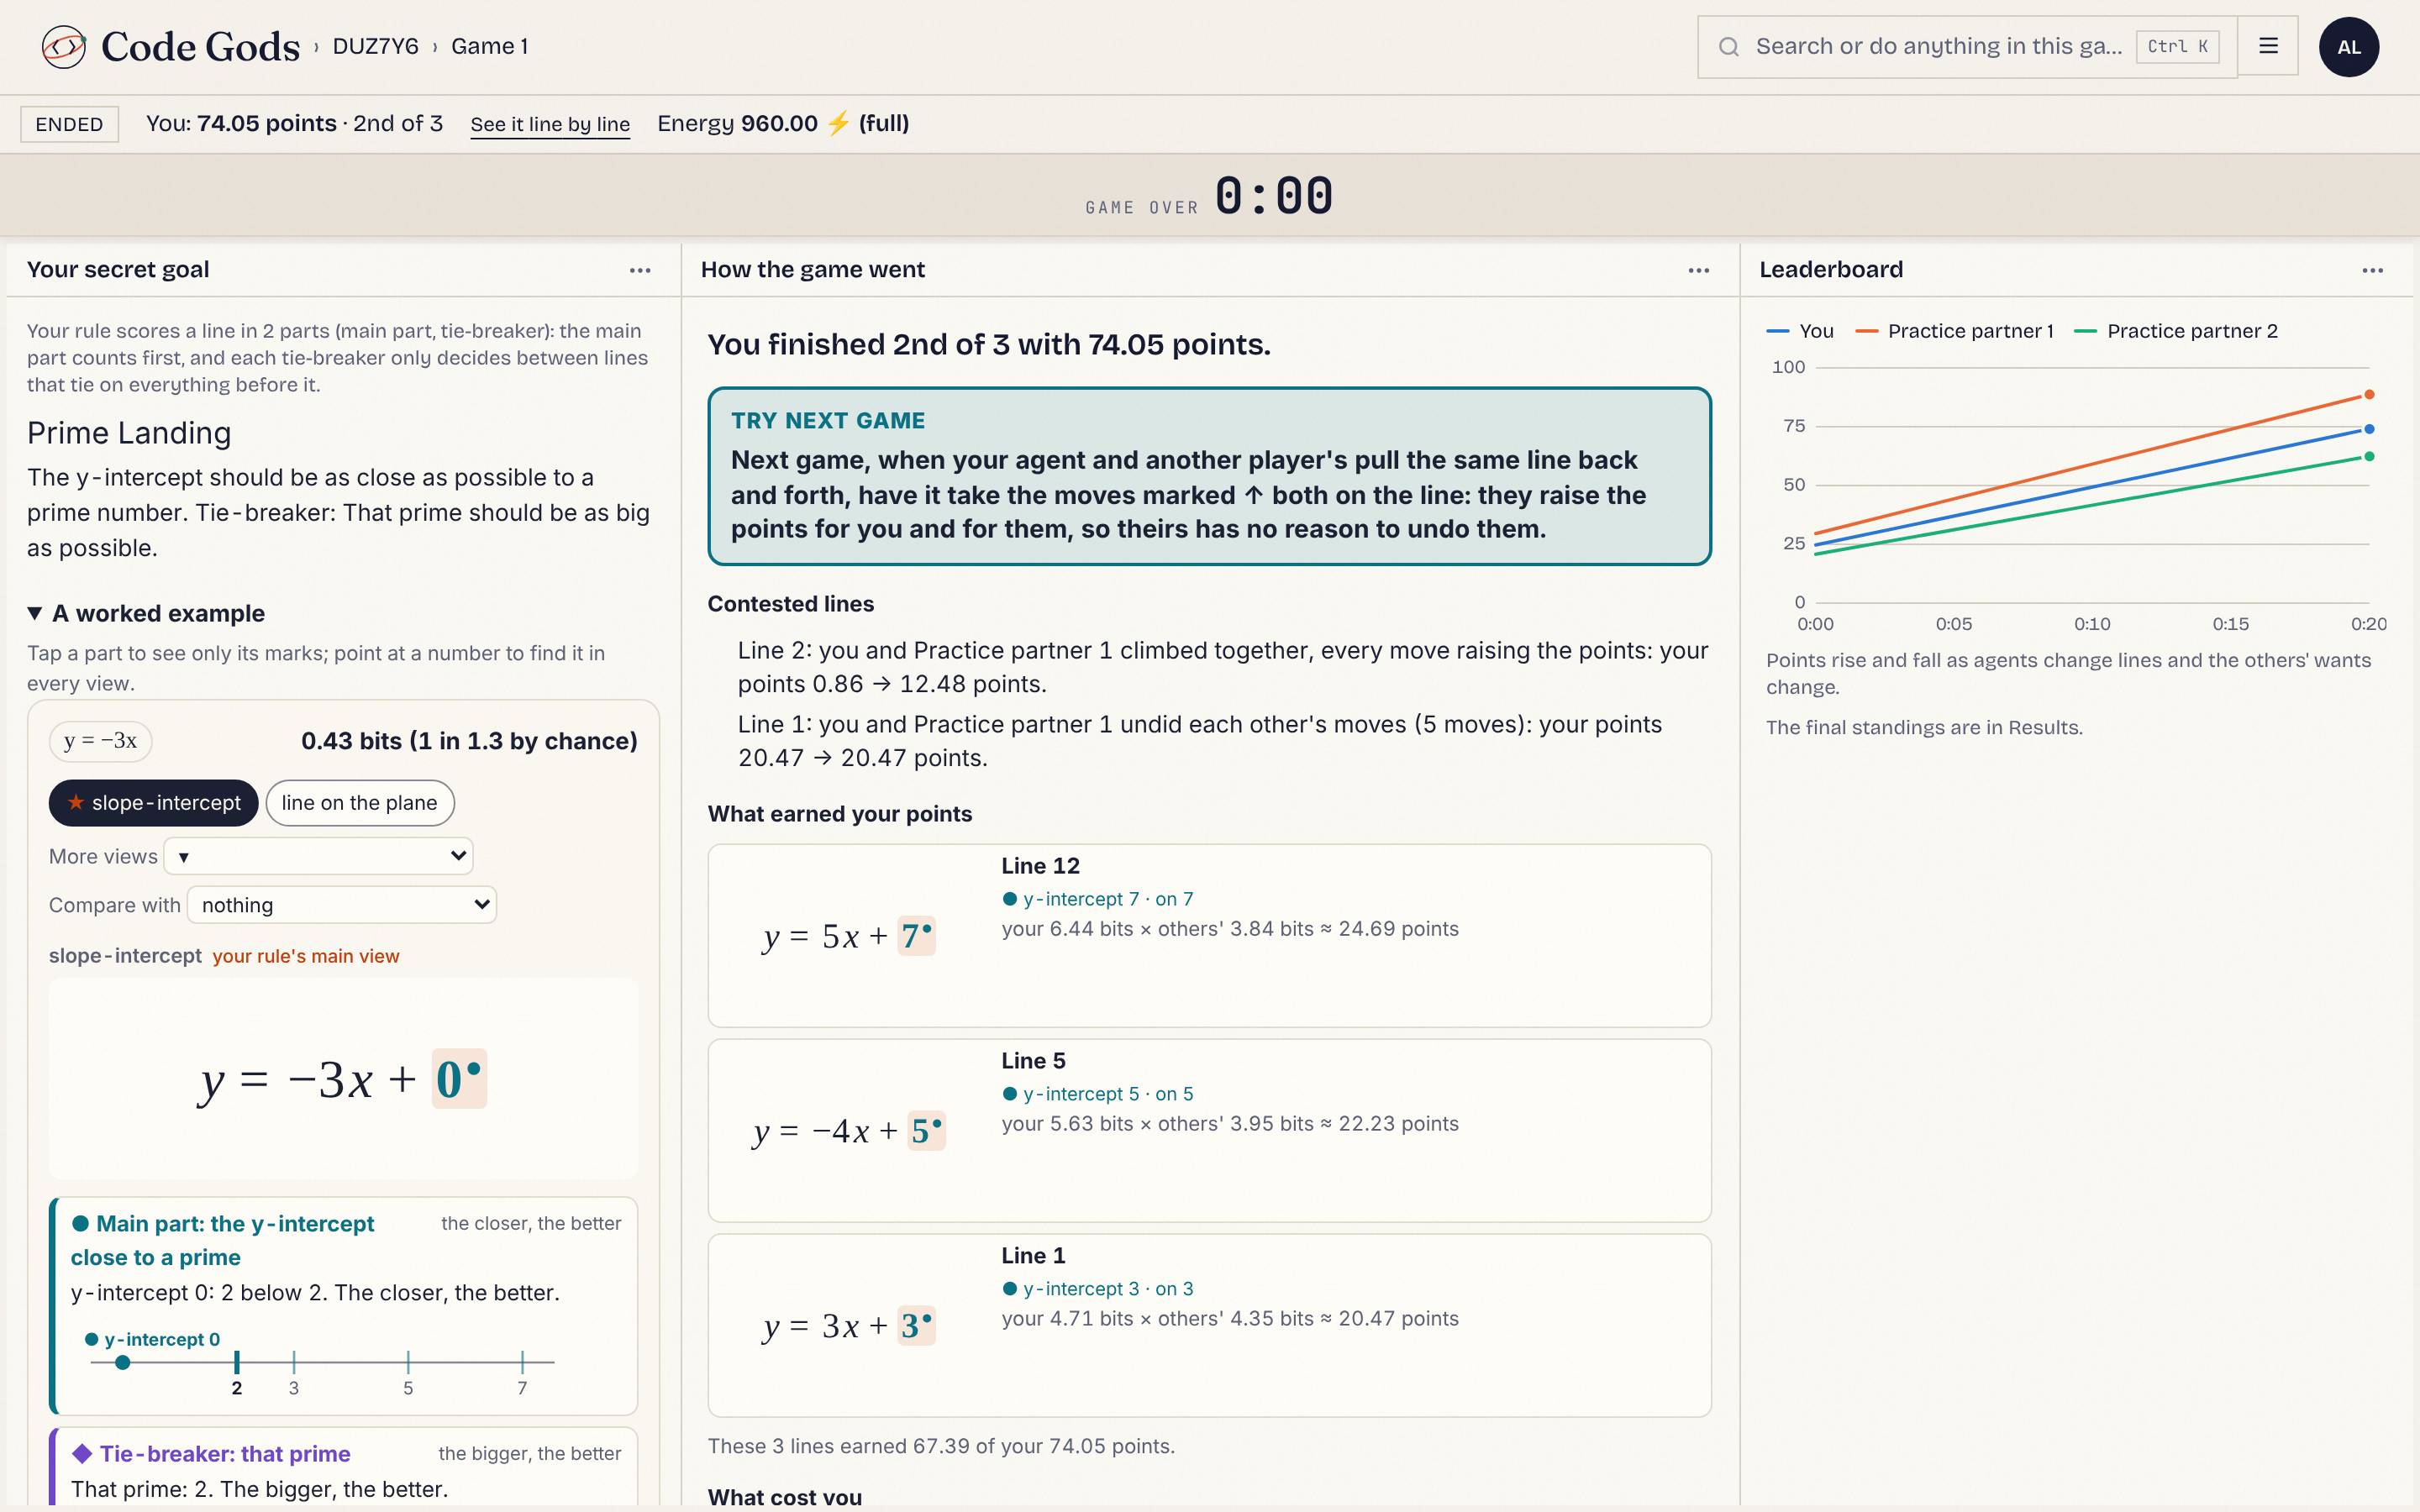 Code Gods › DUZ7Y6 › Game 1
Search or do anything in this ga... Ctrl K
AL
ENDED You: 74.05 points · 2nd of 3 See it line by line Energy 960.00 ⚡ (full)
GAME OVER 0:00
Your secret goal
Your rule scores a line in 2 parts (main part, tie-breaker): the main
part counts first, and each tie-breaker only decides between lines
that tie on everything before it.
Prime Landing
The y-intercept should be as close as possible to a
prime number. Tie-breaker: That prime should be as big
as possible.
▼ A worked example
Tap a part to see only its marks; point at a number to find it in
every view.
y = −3x
0.43 bits (1 in 1.3 by chance)
★ slope-intercept
line on the plane
More views ▾
Compare with nothing
slope-intercept your rule's main view
y = −3x + 0
● Main part: the y-intercept
close to a prime
the closer, the better
y-intercept 0: 2 below 2. The closer, the better.
y-intercept 0
2 3 5 7
◆ Tie-breaker: that prime
the bigger, the better
That prime: 2. The bigger, the better.
How the game went
You finished 2nd of 3 with 74.05 points.
TRY NEXT GAME
Next game, when your agent and another player's pull the same line back
and forth, have it take the moves marked ↑ both on the line: they raise the
points for you and for them, so theirs has no reason to undo them.
Contested lines
Line 2: you and Practice partner 1 climbed together, every move raising the points: your
points 0.86 → 12.48 points.
Line 1: you and Practice partner 1 undid each other's moves (5 moves): your points
20.47 → 20.47 points.
What earned your points
y = 5x + 7
Line 12
● y-intercept 7 · on 7
your 6.44 bits × others' 3.84 bits ≈ 24.69 points
y = −4x + 5
Line 5
● y-intercept 5 · on 5
your 5.63 bits × others' 3.95 bits ≈ 22.23 points
y = 3x + 3
Line 1
● y-intercept 3 · on 3
your 4.71 bits × others' 4.35 bits ≈ 20.47 points
These 3 lines earned 67.39 of your 74.05 points.
What cost you
Leaderboard
You Practice partner 1 Practice partner 2
100
75
50
25
0
0:00 0:05 0:10 0:15 0:20
Points rise and fall as agents change lines and the others' wants
change.
The final standings are in Results.